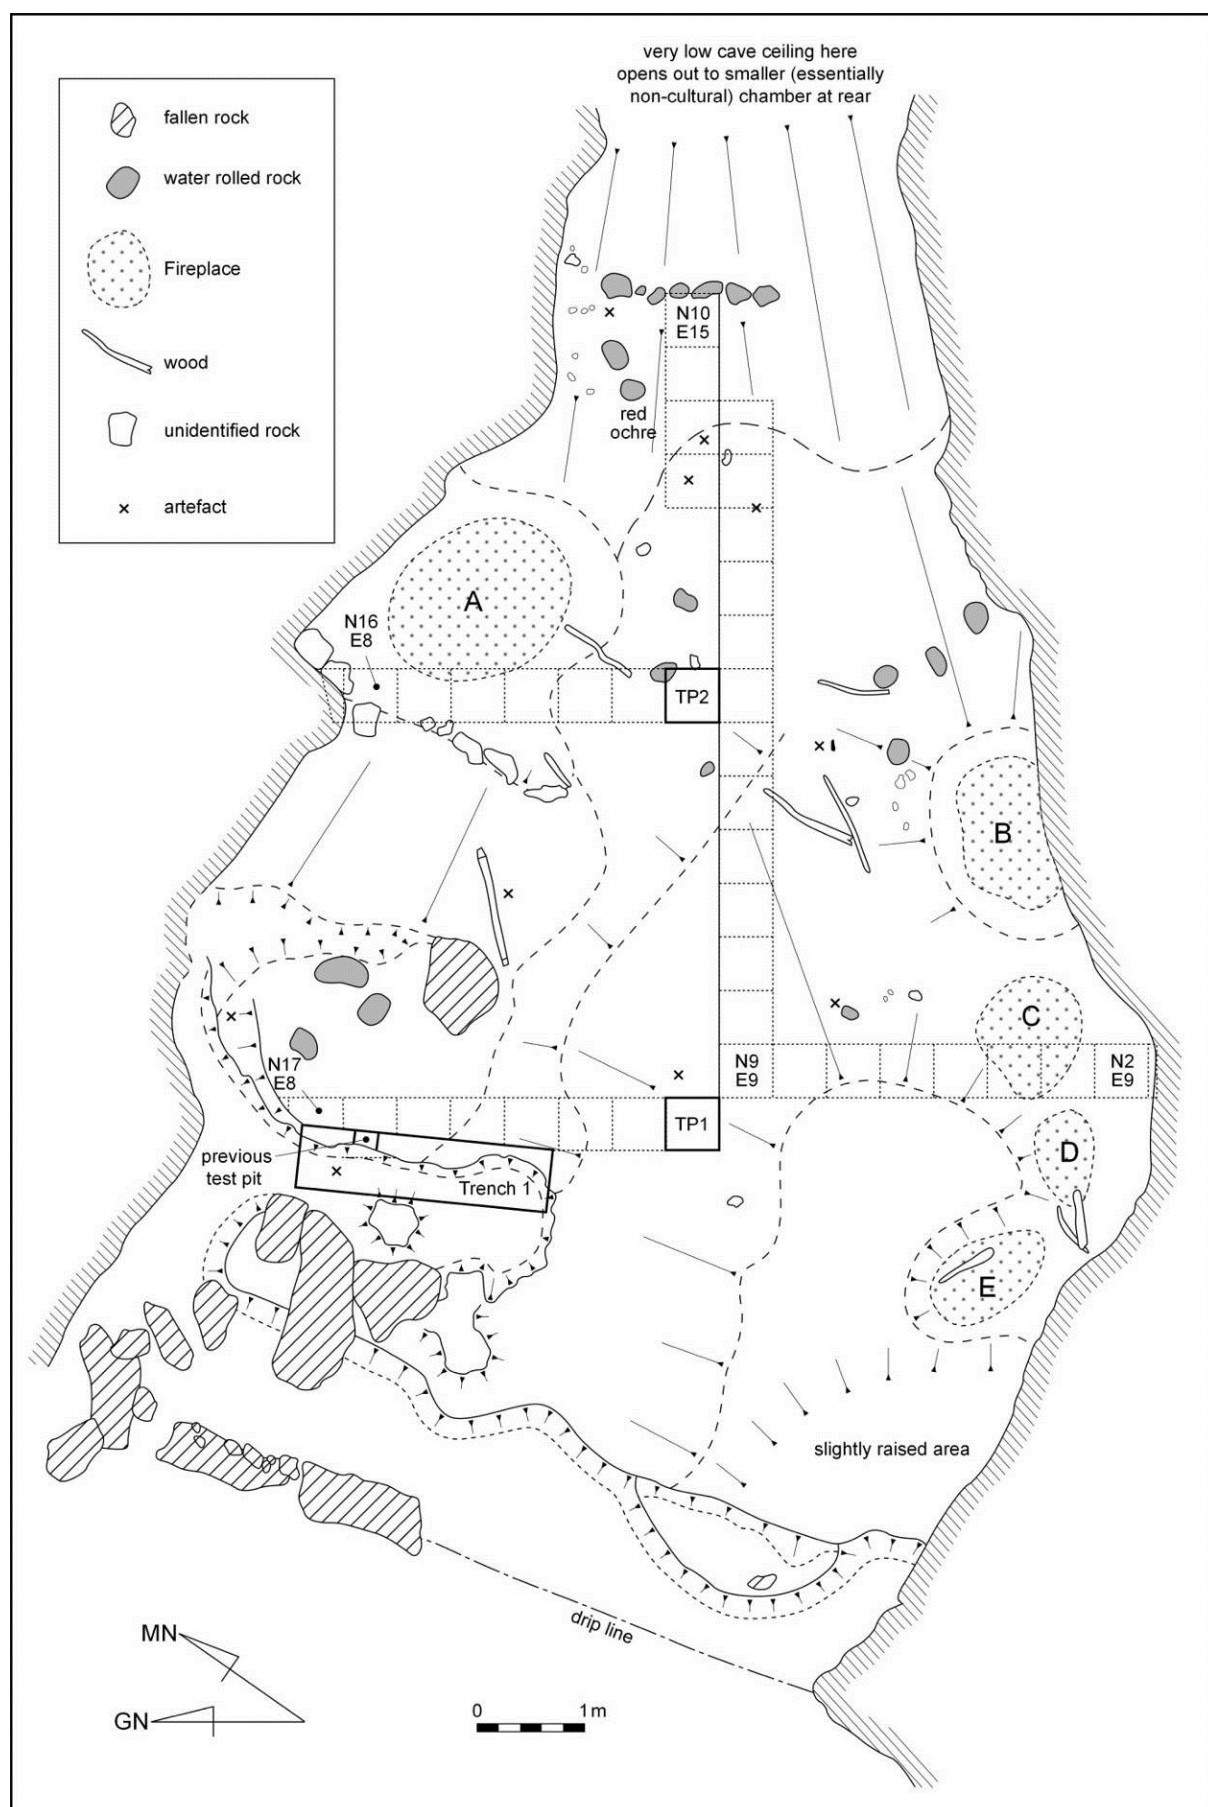 very low cave ceiling here
opens out to smaller (essentially
non-cultural) chamber at rear
fallen rock
water rolled rock
Fireplace
wood
unidentified rock
artefact
N10
E15
red
ochre
A
N16
E8
TP2
B
C
N17
E8
N9
E9
N2
E9
TP1
D
previous
test pit
Trench 1
E
slightly raised area
drip line
MN
GN
0
1m